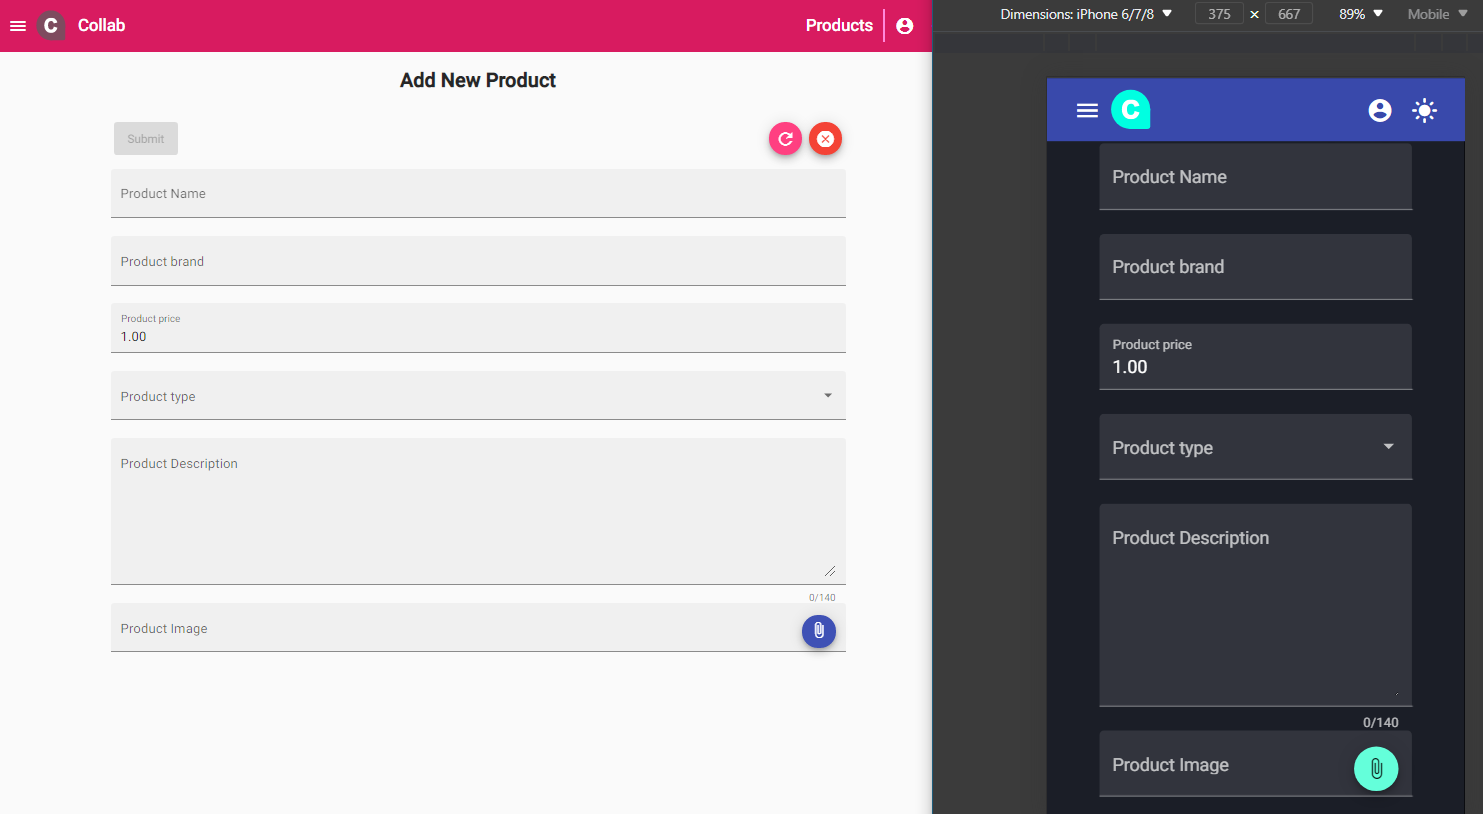 C Collab
Products
Add New Product
Submit
Product Name
Product brand
Product price
1.00
Product type
Product Description
0/140
Product Image
Dimensions: iPhone 6/7/8 375 × 667 89% Mobile
C
Product Name
Product brand
Product price
1.00
Product type
Product Description
0/140
Product Image